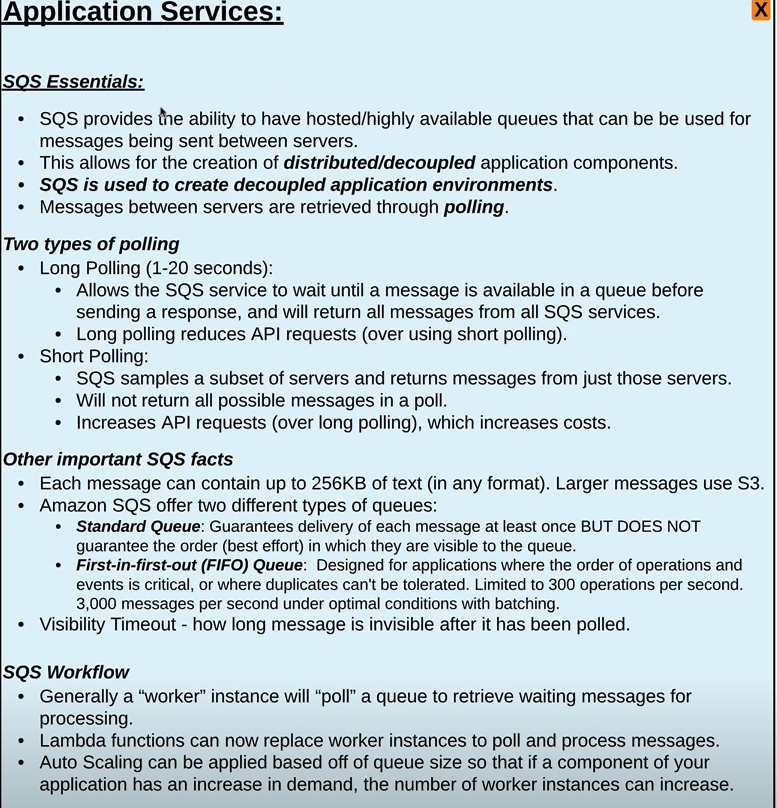 Application Services:
X
SQS Essentials:
• SQS provides the ability to have hosted/highly available queues that can be be used for
messages being sent between servers.
• This allows for the creation of distributed/decoupled application components.
• SQS is used to create decoupled application environments.
• Messages between servers are retrieved through polling.
Two types of polling
• Long Polling (1-20 seconds):
• Allows the SQS service to wait until a message is available in a queue before
sending a response, and will return all messages from all SQS services.
• Long polling reduces API requests (over using short polling).
• Short Polling:
• SQS samples a subset of servers and returns messages from just those servers.
• Will not return all possible messages in a poll.
• Increases API requests (over long polling), which increases costs.
Other important SQS facts
• Each message can contain up to 256KB of text (in any format). Larger messages use S3.
• Amazon SQS offer two different types of queues:
• Standard Queue: Guarantees delivery of each message at least once BUT DOES NOT
guarantee the order (best effort) in which they are visible to the queue.
• First-in-first-out (FIFO) Queue: Designed for applications where the order of operations and
events is critical, or where duplicates can't be tolerated. Limited to 300 operations per second.
3,000 messages per second under optimal conditions with batching.
• Visibility Timeout - how long message is invisible after it has been polled.
SQS Workflow
• Generally a “worker” instance will “poll” a queue to retrieve waiting messages for
processing.
• Lambda functions can now replace worker instances to poll and process messages.
• Auto Scaling can be applied based off of queue size so that if a component of your
application has an increase in demand, the number of worker instances can increase.